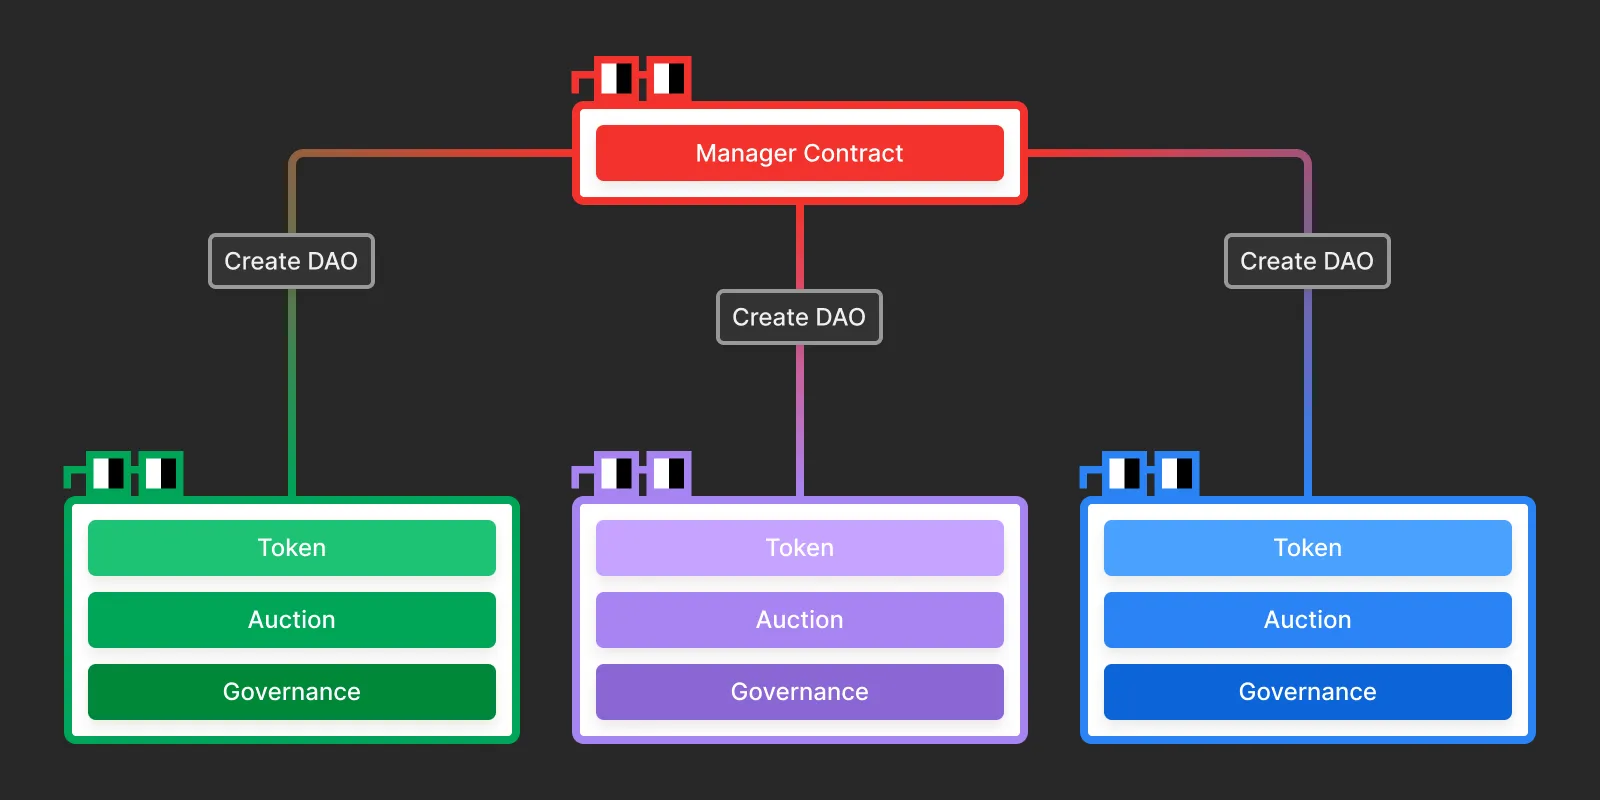 Manager Contract
Create DAO
Create DAO
Create DAO
Token
Auction
Governance
Token
Auction
Governance
Token
Auction
Governance